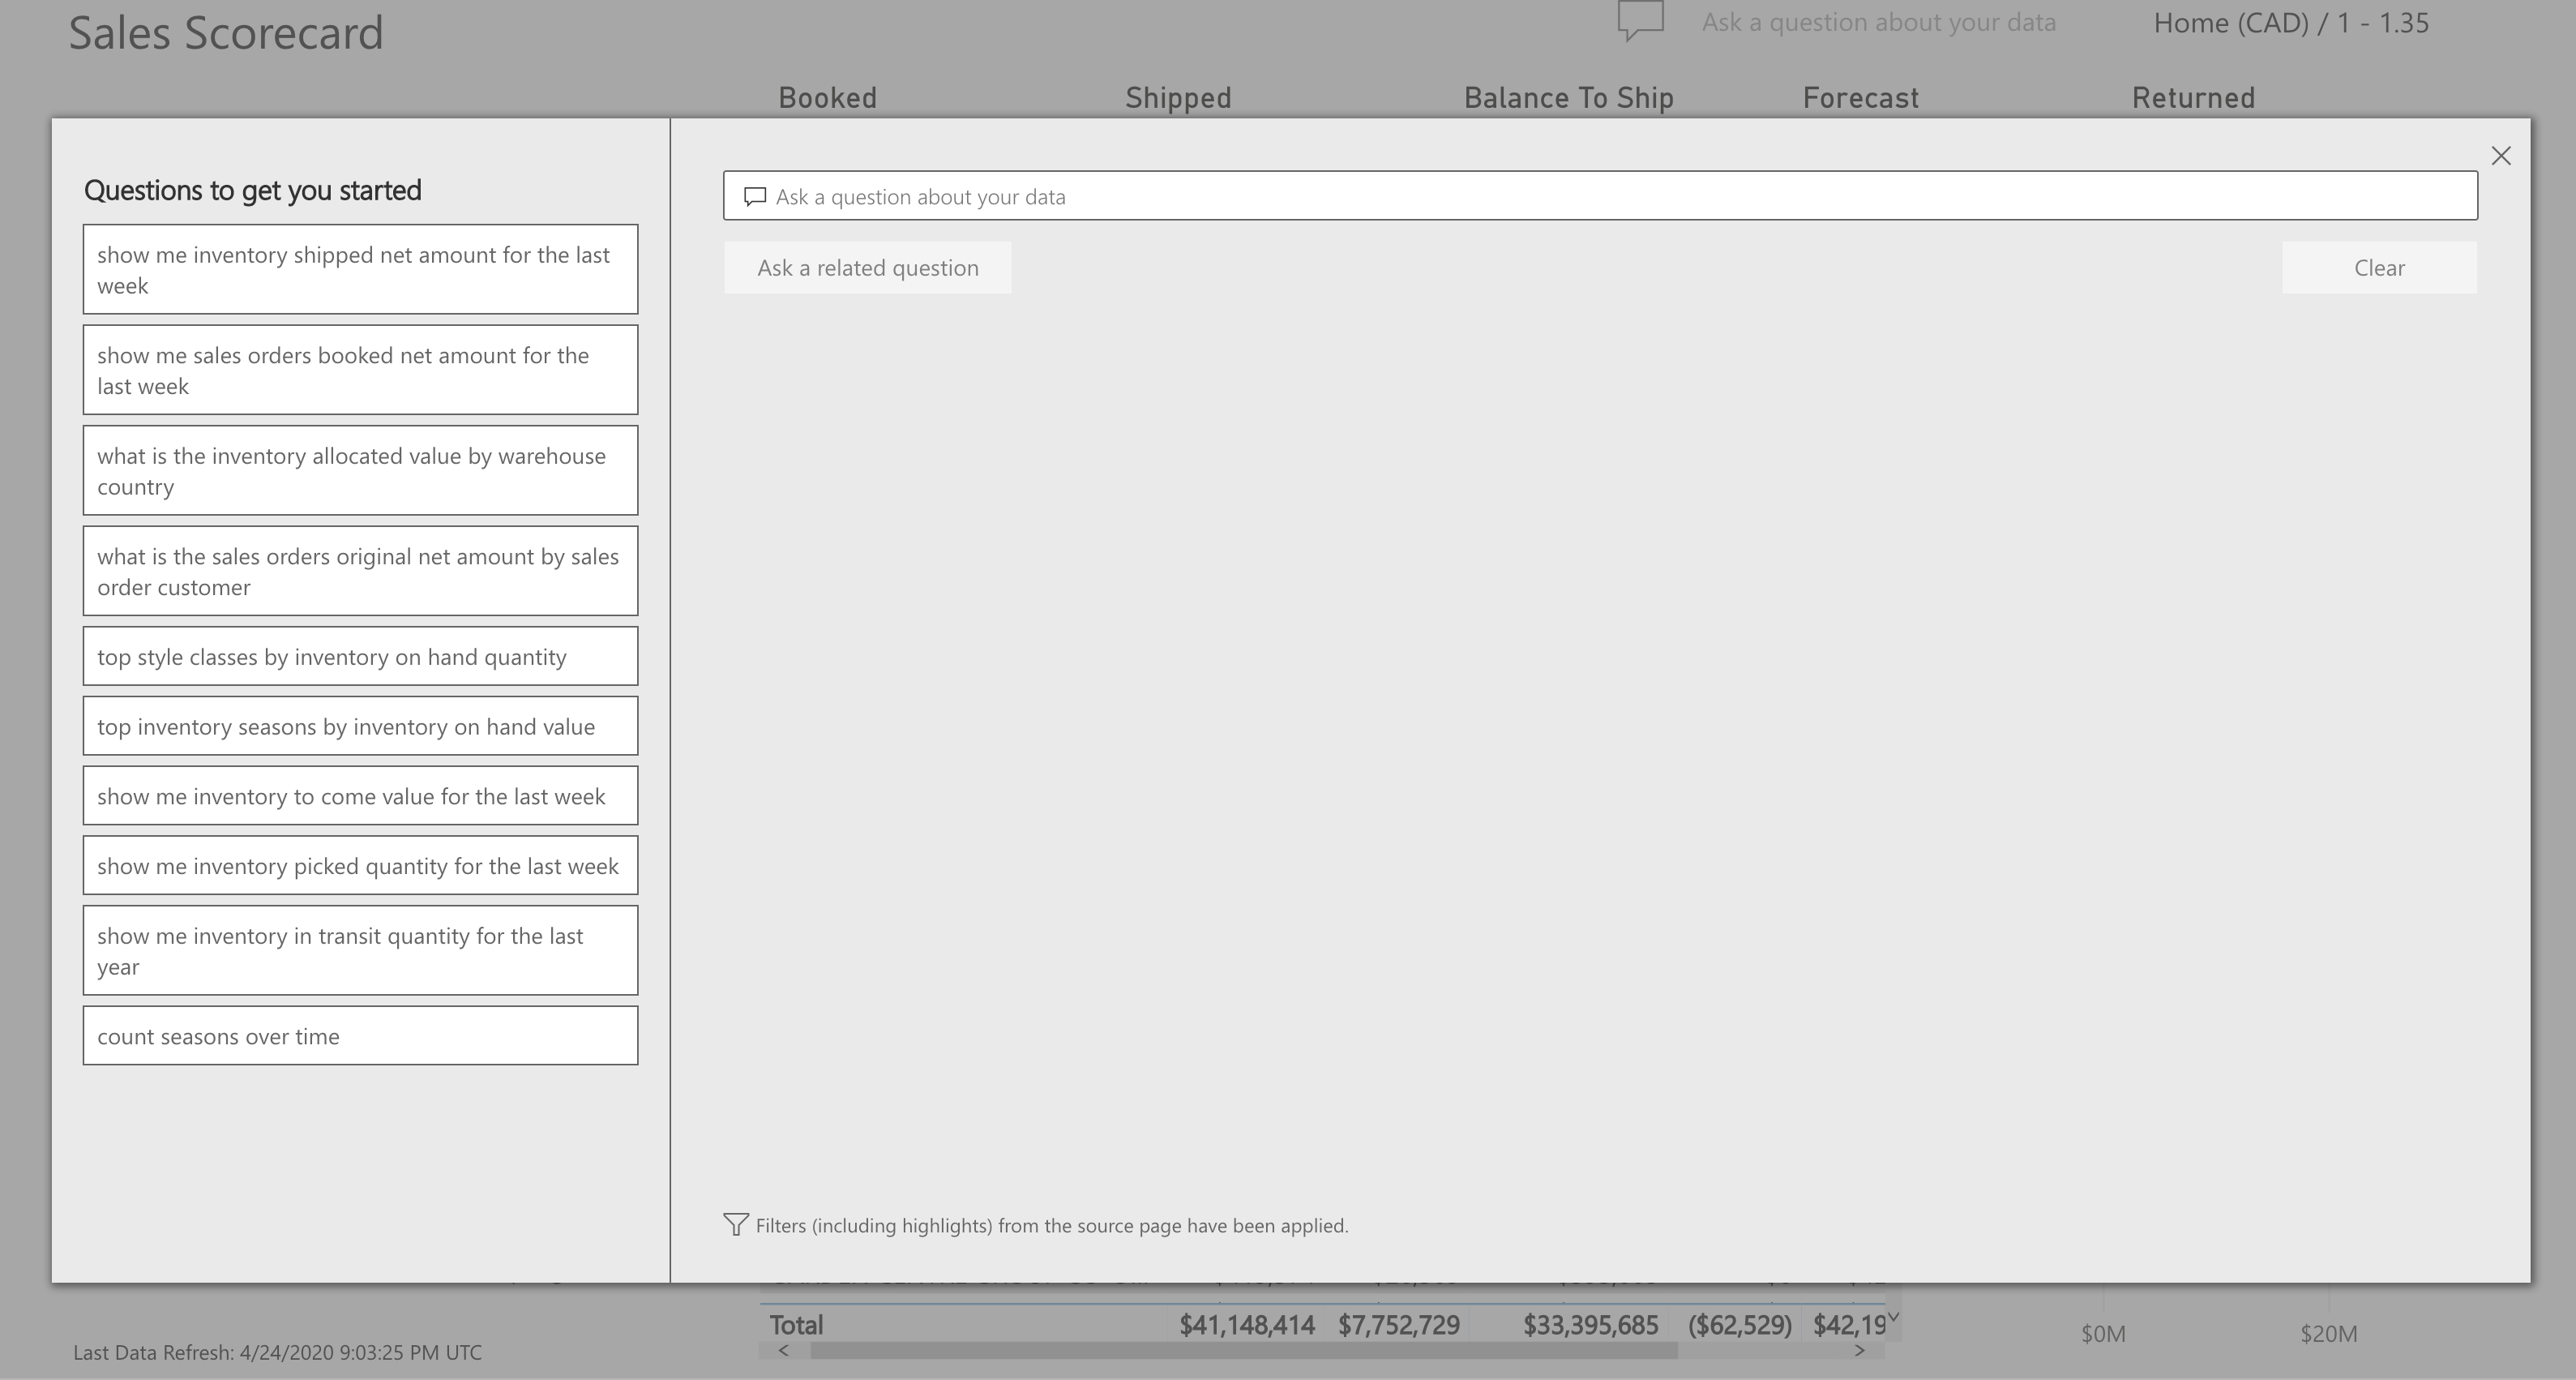 Sales Scorecard
Ask a question about your data
Home (CAD) / 1 - 1.35
Booked
Shipped
Balance To Ship
Forecast
Returned
Questions to get you started
show me inventory shipped net amount for the last
week
show me sales orders booked net amount for the
last week
what is the inventory allocated value by warehouse
country
what is the sales orders original net amount by sales
order customer
top style classes by inventory on hand quantity
top inventory seasons by inventory on hand value
show me inventory to come value for the last week
show me inventory picked quantity for the last week
show me inventory in transit quantity for the last
year
count seasons over time
Ask a question about your data
Ask a related question
Clear
Filters (including highlights) from the source page have been applied.
Total $41,148,414 $7,752,729 $33,395,685 ($62,529) $42,19
$0M $20M
Last Data Refresh: 4/24/2020 9:03:25 PM UTC